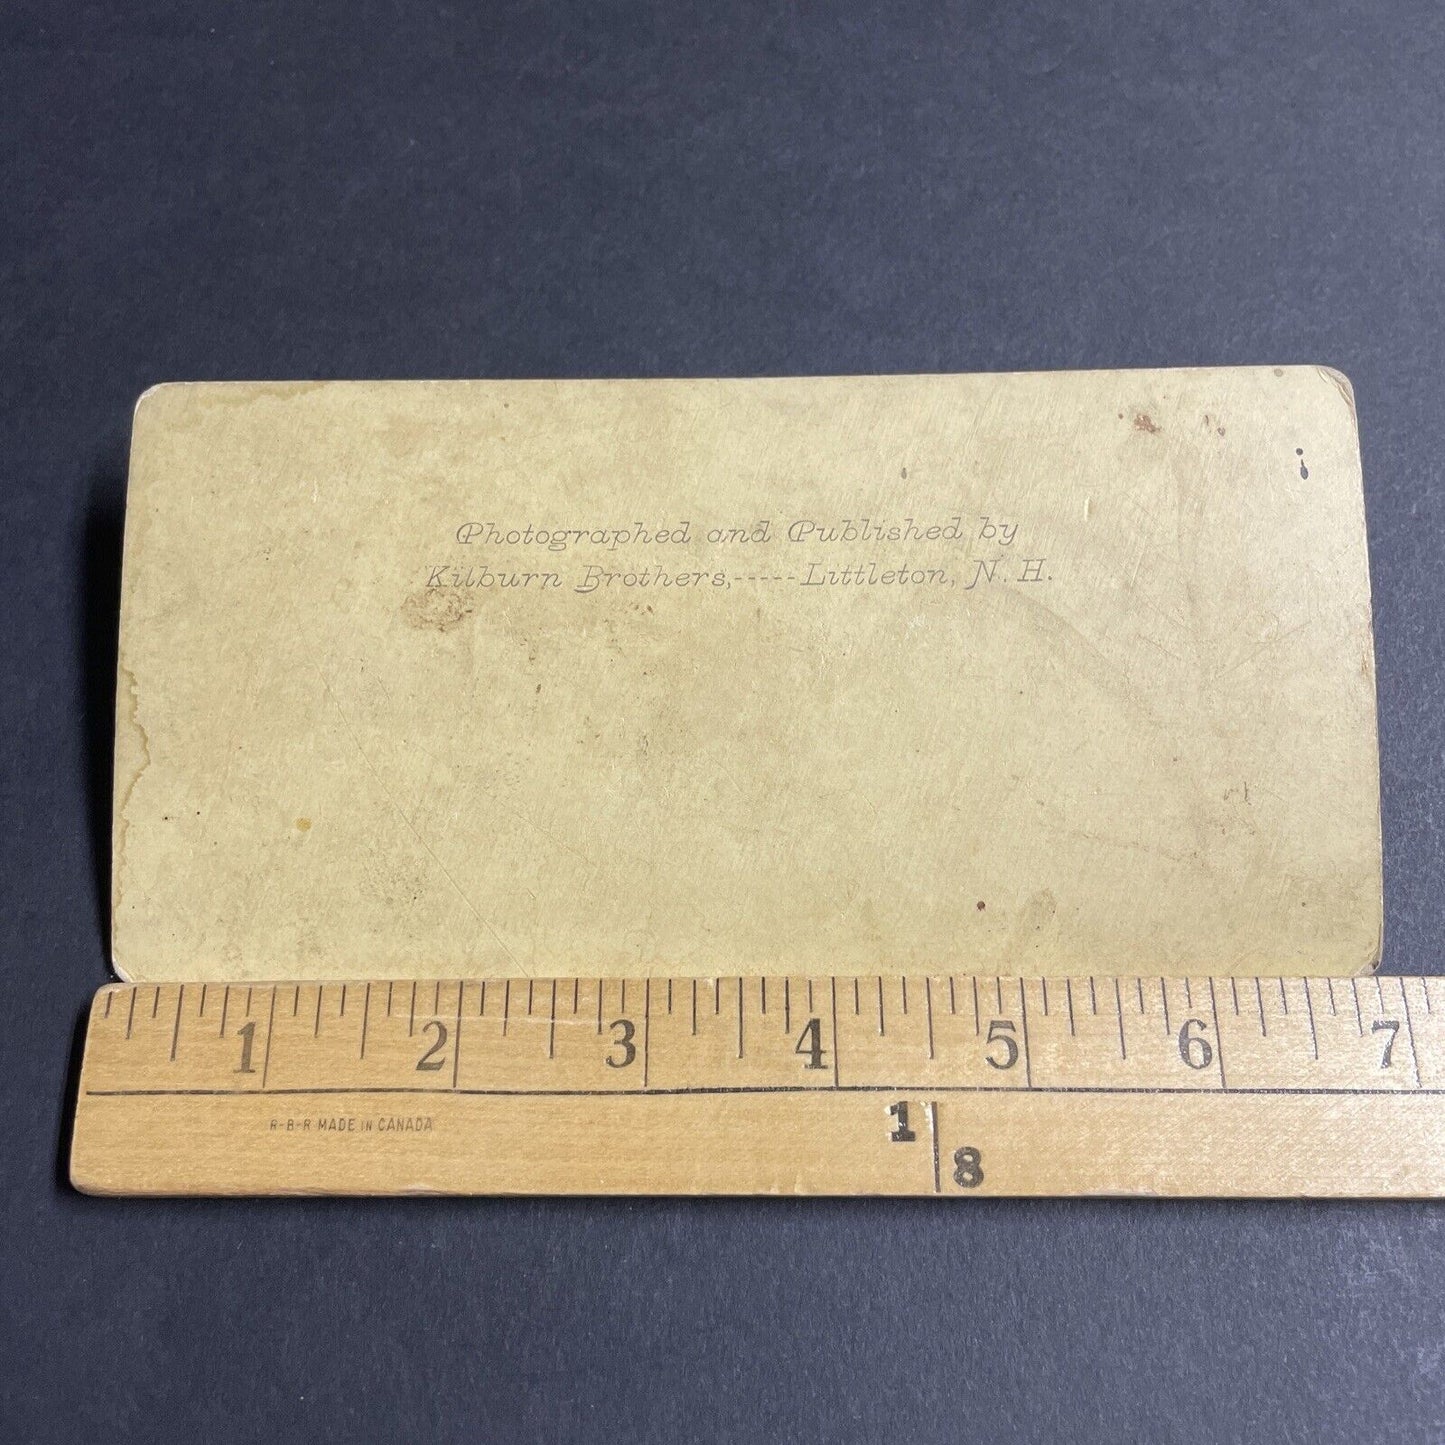 Photographed and Published by
Kilburn Brothers,-----Littleton, N. H.
1 2 3 4 5 6 7
R-B-R MADE IN CANADA
1
8